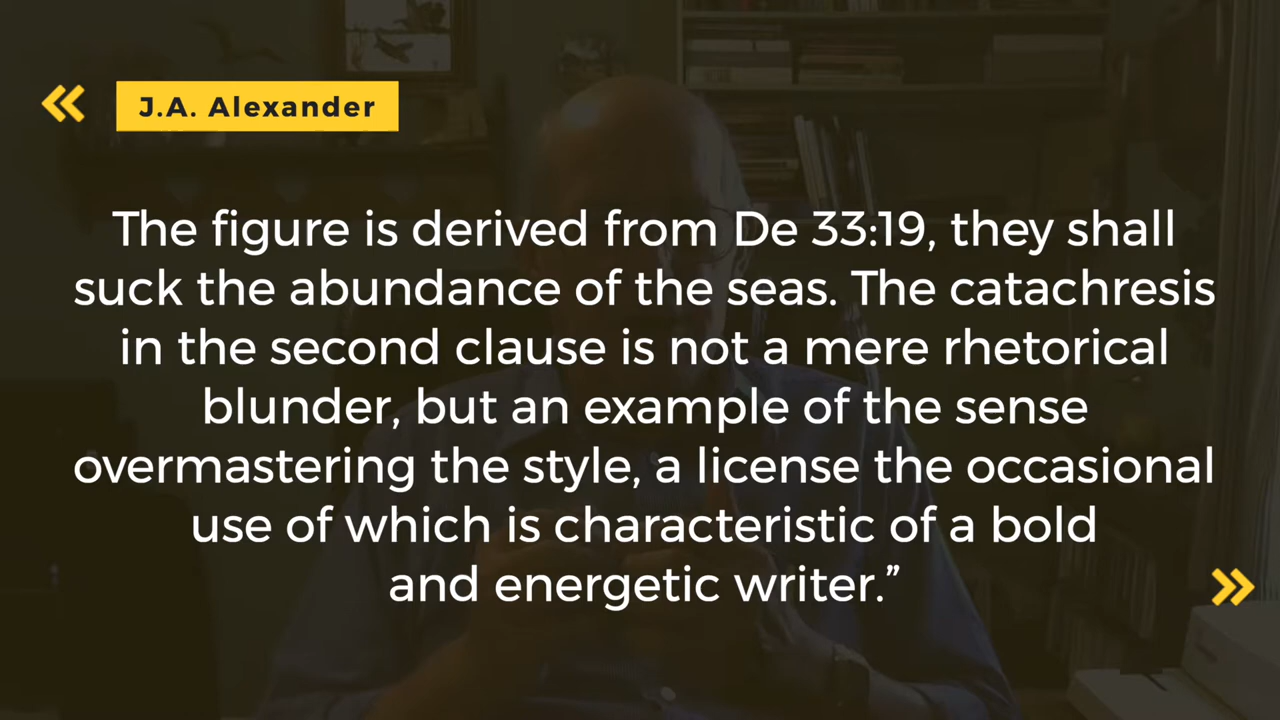 J.A. Alexander
The figure is derived from De 33:19, they shall
suck the abundance of the seas. The catachresis
in the second clause is not a mere rhetorical
blunder, but an example of the sense
overmastering the style, a license the occasional
use of which is characteristic of a bold
and energetic writer.”